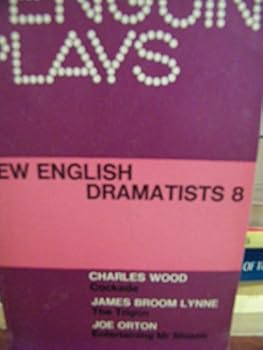 ENGUIN
PLAYS
EW ENGLISH
DRAMATISTS 8
CHARLES WOOD
Cockade
JAMES BROOM LYNNE
The Trigon
JOE ORTON
Entertaining Mr Sloane
OF